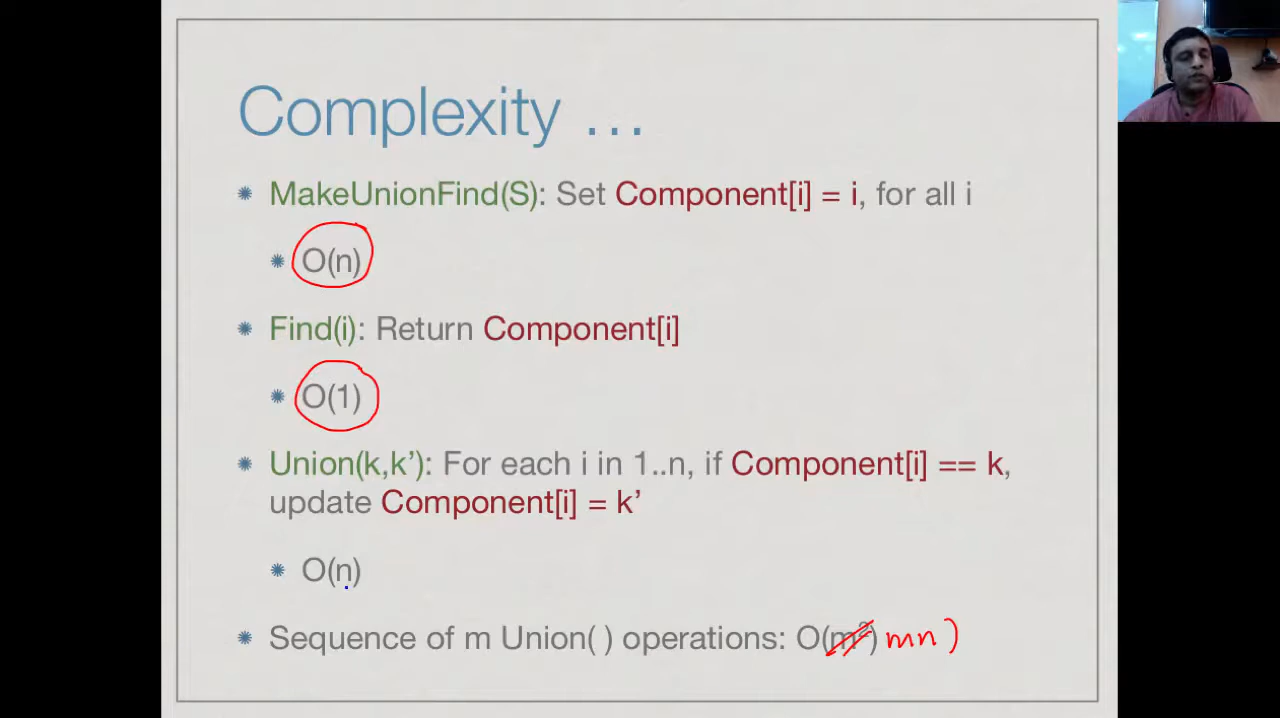 Complexity ...
MakeUnionFind(S): Set Component[i] = i, for all i
O(n)
Find(i): Return Component[i]
O(1)
Union(k,k’): For each i in 1..n, if Component[i] == k,
update Component[i] = k’
O(n)
Sequence of m Union( ) operations: O(m²) mn)